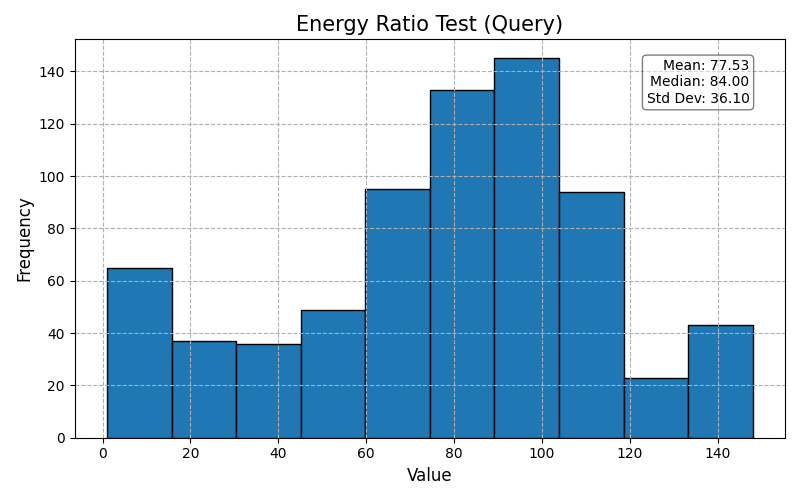 Energy Ratio Test (Query)
Mean: 77.53
Median: 84.00
Std Dev: 36.10
140
120
100
80
60
40
20
0
Frequency
0 20 40 60 80 100 120 140
Value